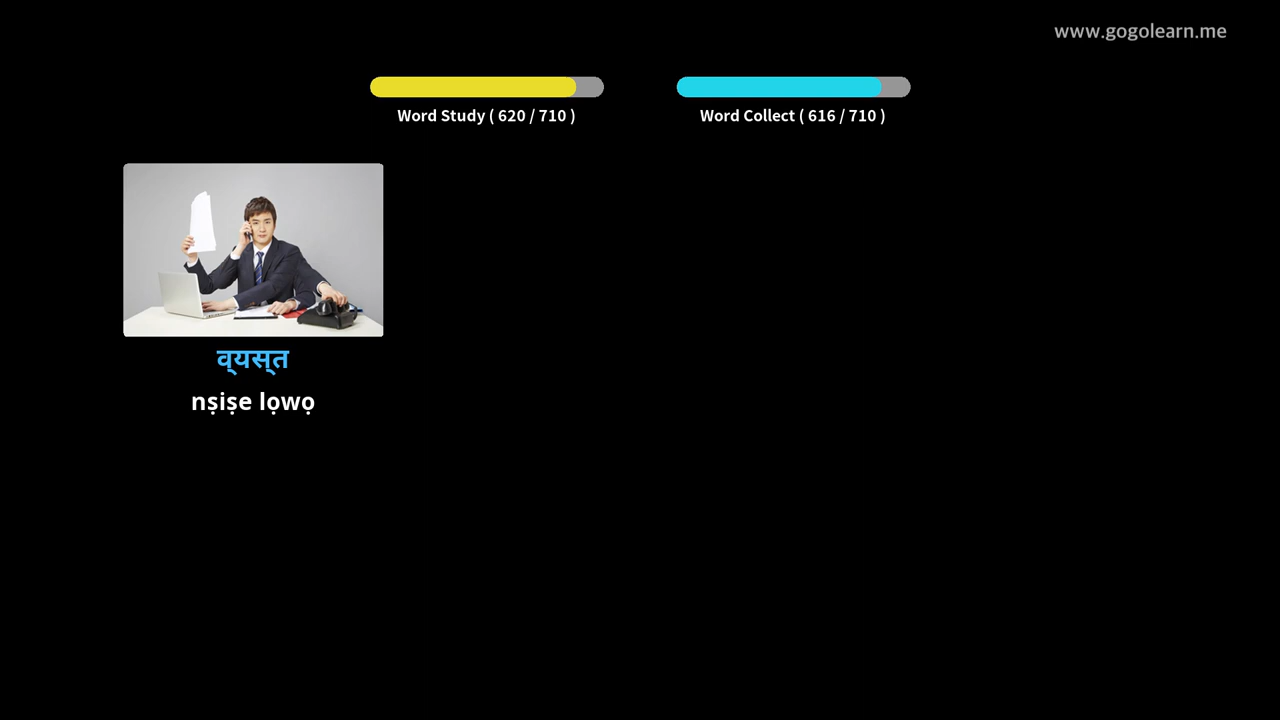 www.gogolearn.me
Word Study ( 620 / 710 )
Word Collect ( 616 / 710 )
व्‌यस्‌त
nṣiṣe lọwọ